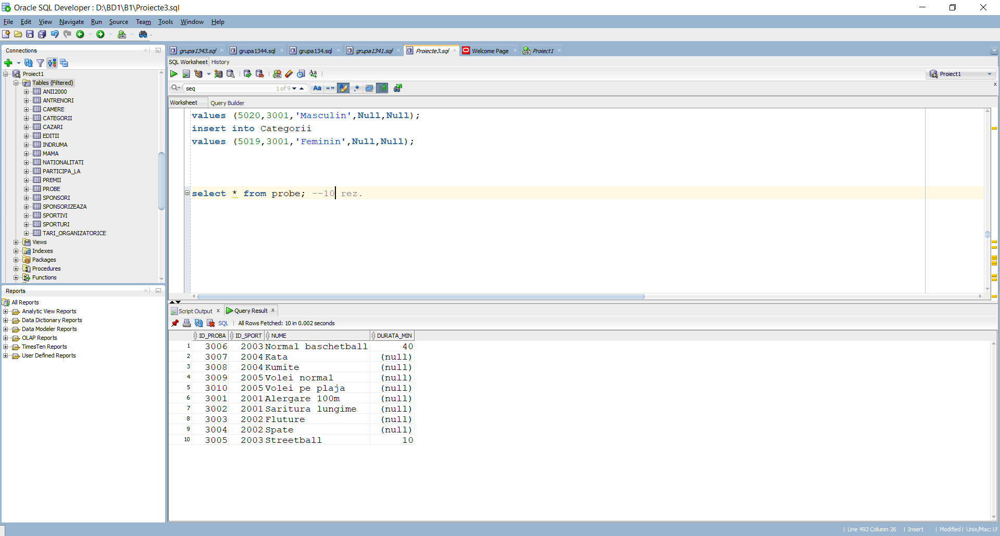 Oracle SQL Developer : D:\BD1\B1\Proiecte3.sql
File Edit View Navigate Run Source Team Tools Window Help
Connections
Proiect1
Tables (Filtered)
ANII2000
ANTRENORI
CAMERE
CATEGORII
CAZARI
EDITII
INDRUMA
MAMA
NATIONALITATI
PARTICIPA_LA
PREMII
PROBE
SPONSORI
SPONSORIZEAZA
SPORTIVI
SPORTURI
TARI_ORGANIZATORICE
Views
Indexes
Packages
Procedures
Functions
Reports
All Reports
Analytic View Reports
Data Dictionary Reports
Data Modeler Reports
OLAP Reports
TimesTen Reports
User Defined Reports
grupa1343.sql grupa1344.sql grupa134.sql grupa1341.sql Proiecte3.sql Welcome Page Proiect1
SQL Worksheet History
Proiect1
seq 1 of 9 Aa “”
Worksheet Query Builder
values (5020,3001,'Masculin',Null,Null);
insert into Categorii
values (5019,3001,'Feminin',Null,Null);
select * from probe; --10 rez.
Script Output x Query Result x
SQL | All Rows Fetched: 10 in 0.002 seconds
ID_PROBA ID_SPORT NUME DURATA_MIN
1 3006 2003 Normal baschetball 40
2 3007 2004 Kata (null)
3 3008 2004 Kumite (null)
4 3009 2005 Volei normal (null)
5 3010 2005 Volei pe plaja (null)
6 3001 2001 Alergare 100m (null)
7 3002 2001 Saritura lungime (null)
8 3003 2002 Fluture (null)
9 3004 2002 Spate (null)
10 3005 2003 Streetball 10
| Line 492 Column 26 | Insert | Modified | Unix/Mac: LF